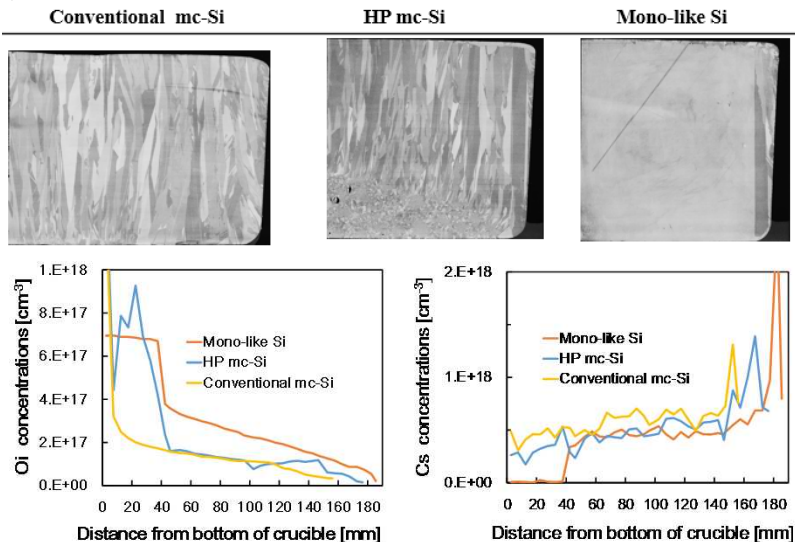 Conventional mc-Si HP mc-Si Mono-like Si
1.E+18
8.E+17
6.E+17
4.E+17
2.E+17
0.E+00
Oi concentrations [cm-3]
Mono-like Si
HP mc-Si
Conventional mc-Si
0 20 40 60 80 100 120 140 160 180
Distance from bottom of crucible [mm]
2.E+18
1.E+18
0.E+00
Cs concentrations [cm-3]
Mono-like Si
HP mc-Si
Conventional mc-Si
0 20 40 60 80 100 120 140 160 180
Distance from bottom of crucible [mm]